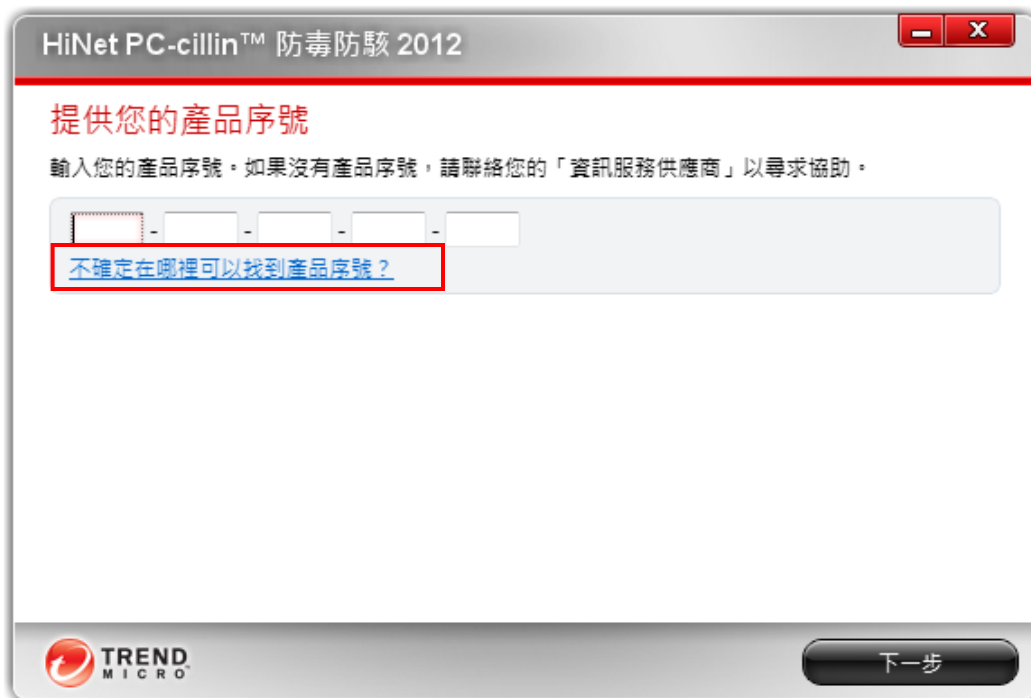 HiNet PC-cillin™ 防毒防駭 2012
提供您的產品序號
輸入您的產品序號。如果沒有產品序號，請聯絡您的「資訊服務供應商」以尋求協助。
- - - -
不確定在哪裡可以找到產品序號？
TREND
MICRO™
下一步